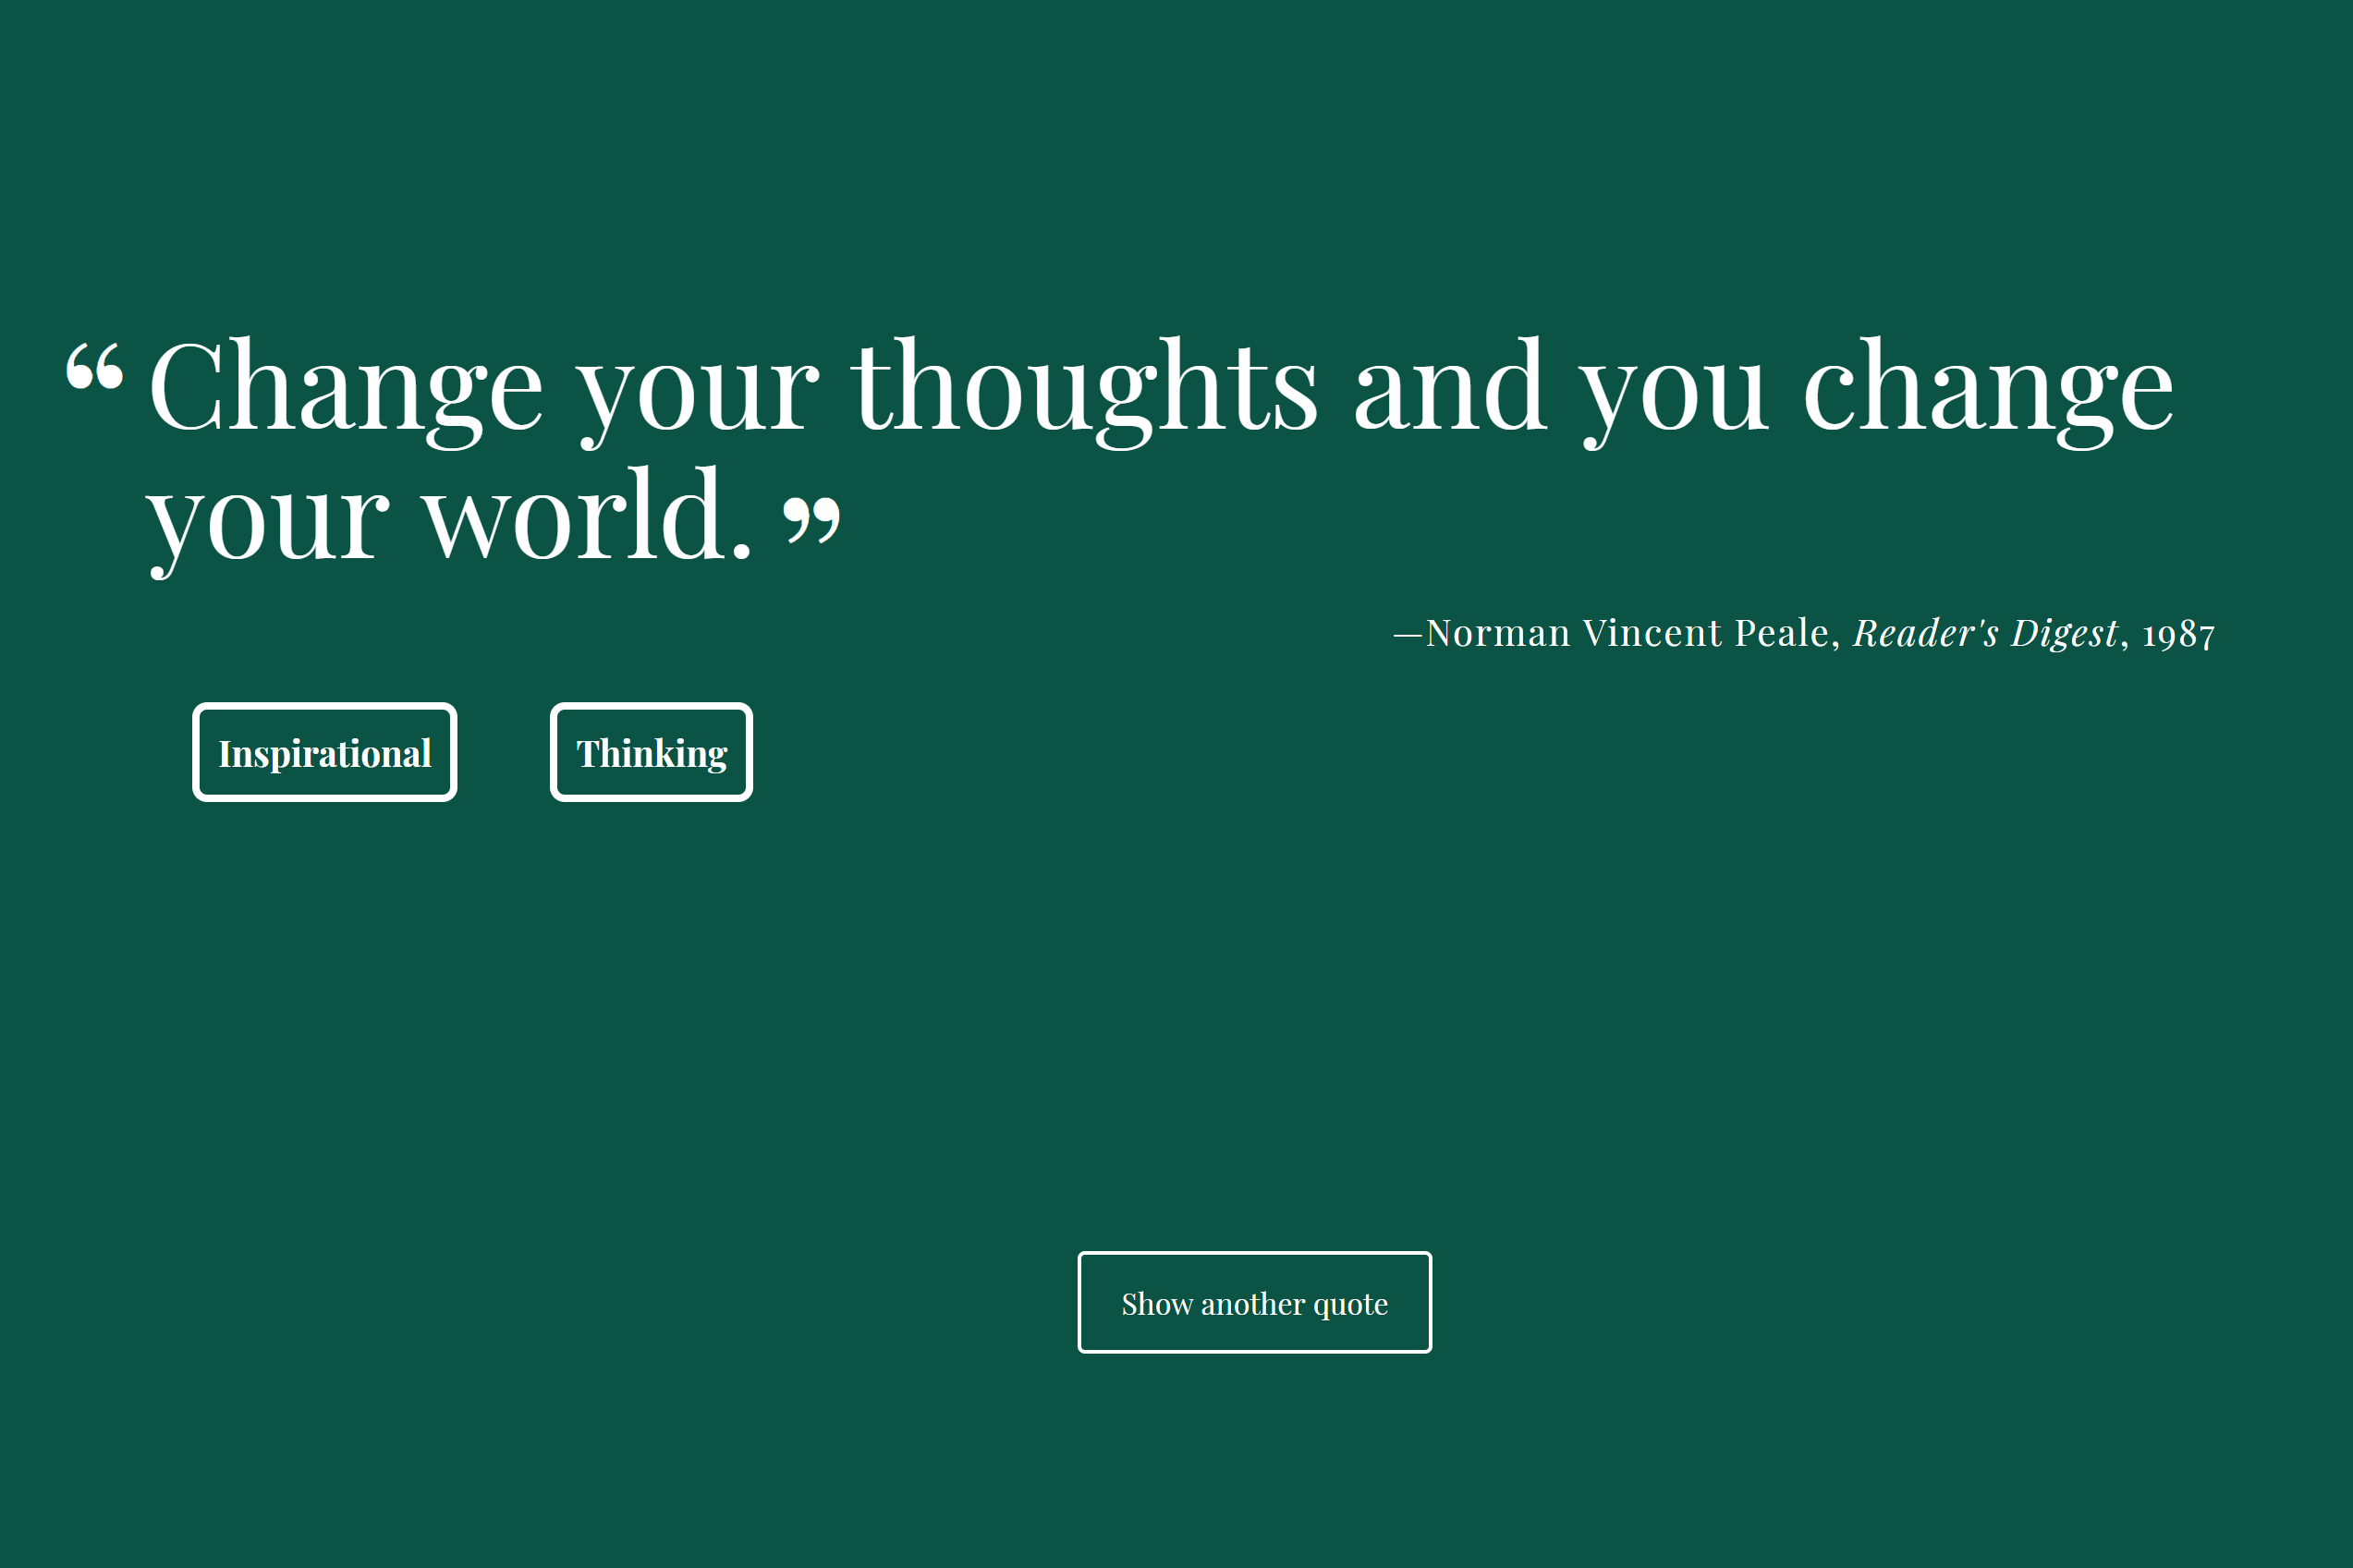 “ Change your thoughts and you change
your world. ”
—Norman Vincent Peale, Reader's Digest, 1987
Inspirational Thinking
Show another quote